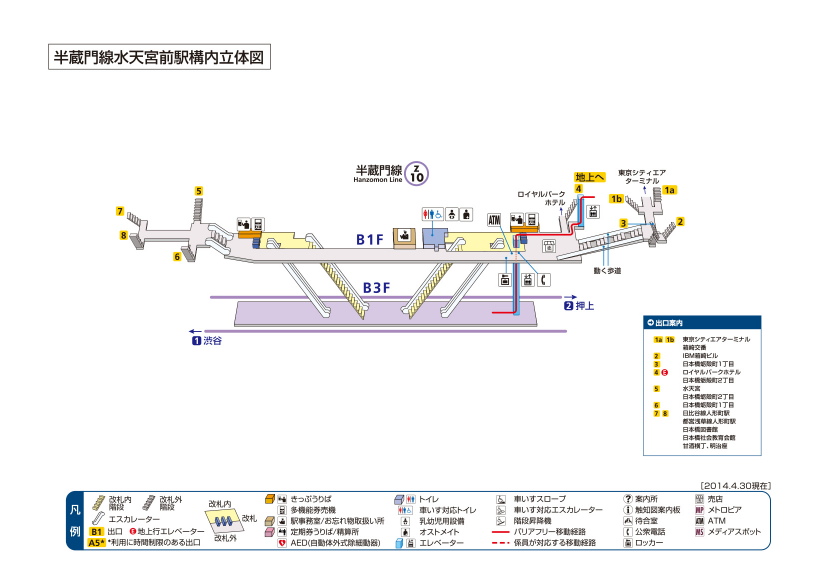 半蔵門線水天宮前駅構内立体図
半蔵門線
Hanzomon Line
Z
10
地上へ
4
ロイヤルパーク
ホテル
東京シティエア
ターミナル
1a
1b
3
2
5
7
8
6
ATM
B1F
動く歩道
B3F
2 押上
1 渋谷
出口案内
1a 1b 東京シティエアターミナル
箱崎交番
2 IBM箱崎ビル
3 日本橋蛎殻町1丁目
4 E ロイヤルパークホテル
日本橋蛎殻町2丁目
5 水天宮
日本橋蛎殻町2丁目
6 日本橋蛎殻町1丁目
7 8 日比谷線人形町駅
都営浅草線人形町駅
日本橋図書館
日本橋社会教育会館
甘酒横丁、明治座
[2014.4.30現在]
凡例
改札内
階段
改札外
階段
エスカレーター
B1 出口 E 地上行エレベーター
A5* *利用に時間制限のある出口
改札内
改札
改札外
きっぷうりば
多機能券売機
駅事務室/お忘れ物取扱い所
定期券うりば/精算所
AED(自動体外式除細動器)
トイレ
車いす対応トイレ
乳幼児用設備
オストメイト
エレベーター
車いすスロープ
車いす対応エスカレーター
階段昇降機
バリアフリー移動経路
係員が対応する移動経路
案内所
触知図案内板
待合室
公衆電話
ロッカー
売店
MP メトロピア
ATM ATM
MS メディアスポット